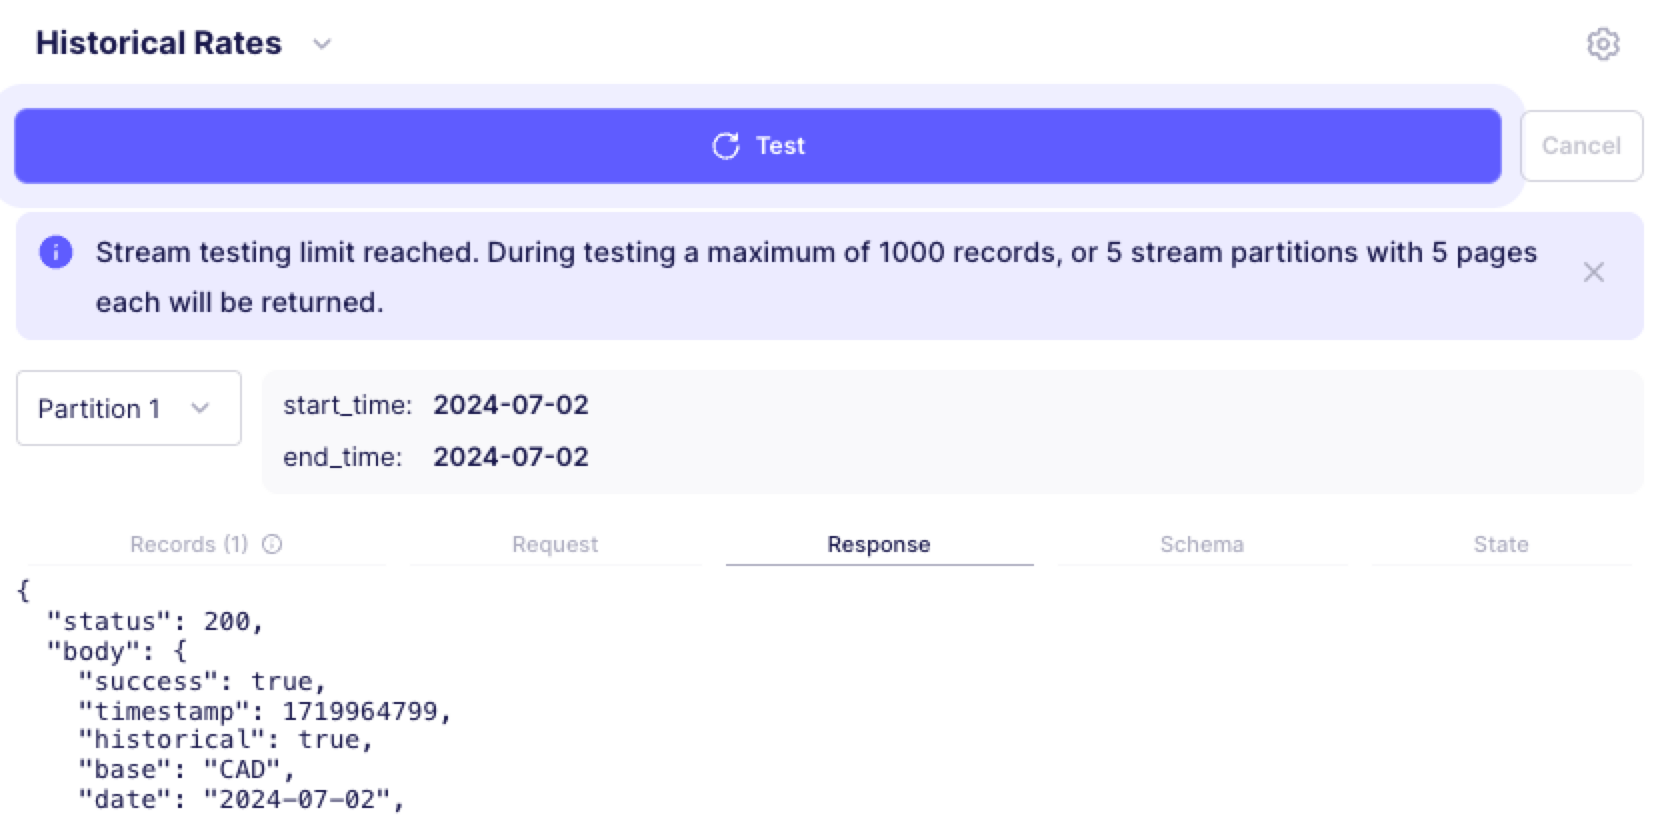 Historical Rates
Test
Cancel
Stream testing limit reached. During testing a maximum of 1000 records, or 5 stream partitions with 5 pages
each will be returned.
Partition 1
start_time: 2024-07-02
end_time: 2024-07-02
Records (1) Request Response Schema State
{
"status": 200,
"body": {
"success": true,
"timestamp": 1719964799,
"historical": true,
"base": "CAD",
"date": "2024-07-02",